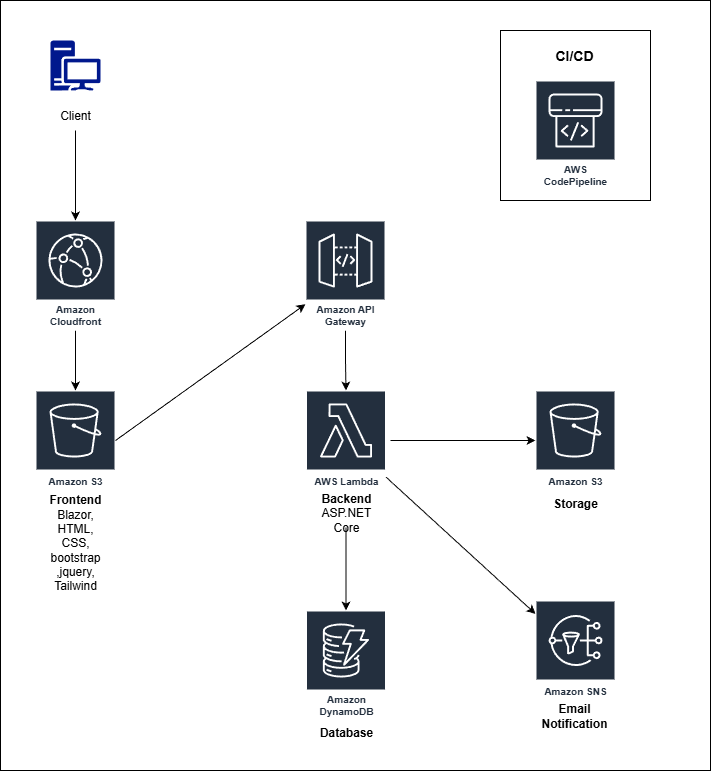 Client
CI/CD
AWS
CodePipeline
Amazon
Cloudfront
Amazon API
Gateway
Amazon S3
Frontend
Blazor,
HTML,
CSS,
bootstrap
,jquery,
Tailwind
AWS Lambda
Backend
ASP.NET
Core
Amazon S3
Storage
Amazon
DynamoDB
Database
Amazon SNS
Email
Notification